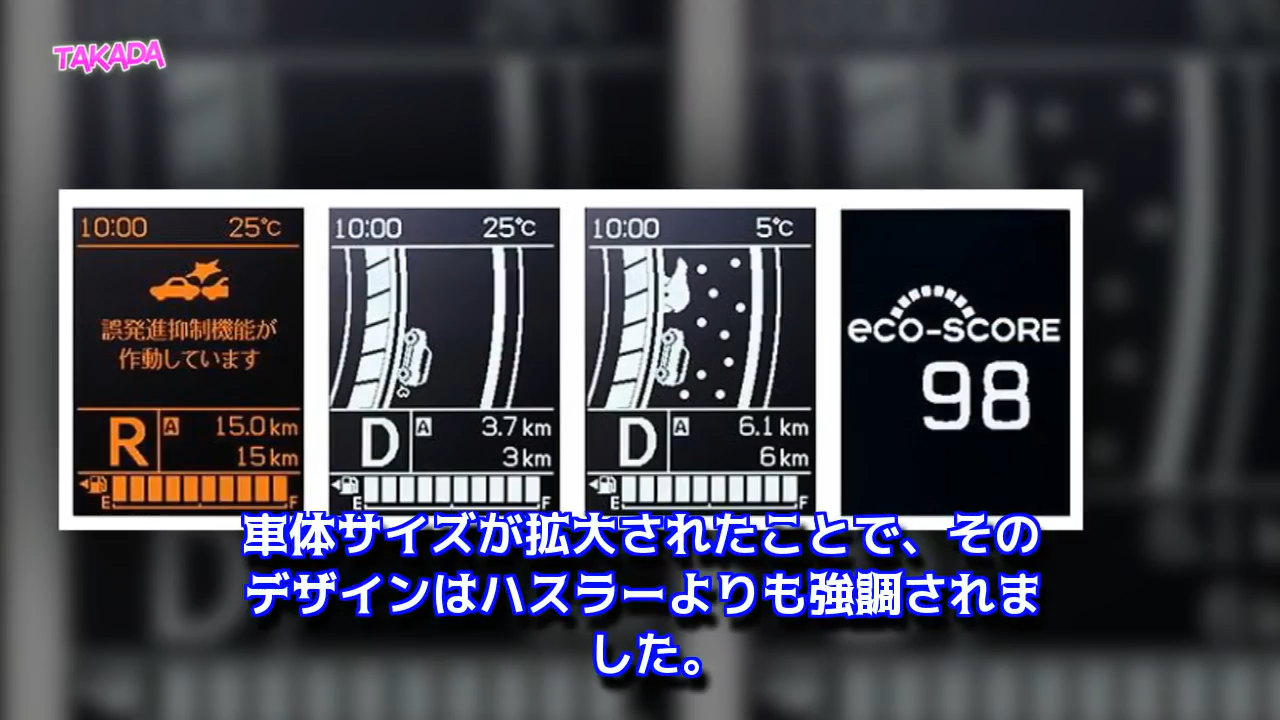 TAKADA
10:00 25℃
誤発進抑制機能が
作動しています
R A 15.0 km
15 km
E F
10:00 25℃
D A 3.7 km
3 km
E F
10:00 5℃
D A 6.1 km
6 km
E F
eco-SCORE
98
車体サイズが拡大されたことで、その
デザインはハスラーよりも強調されま
した。